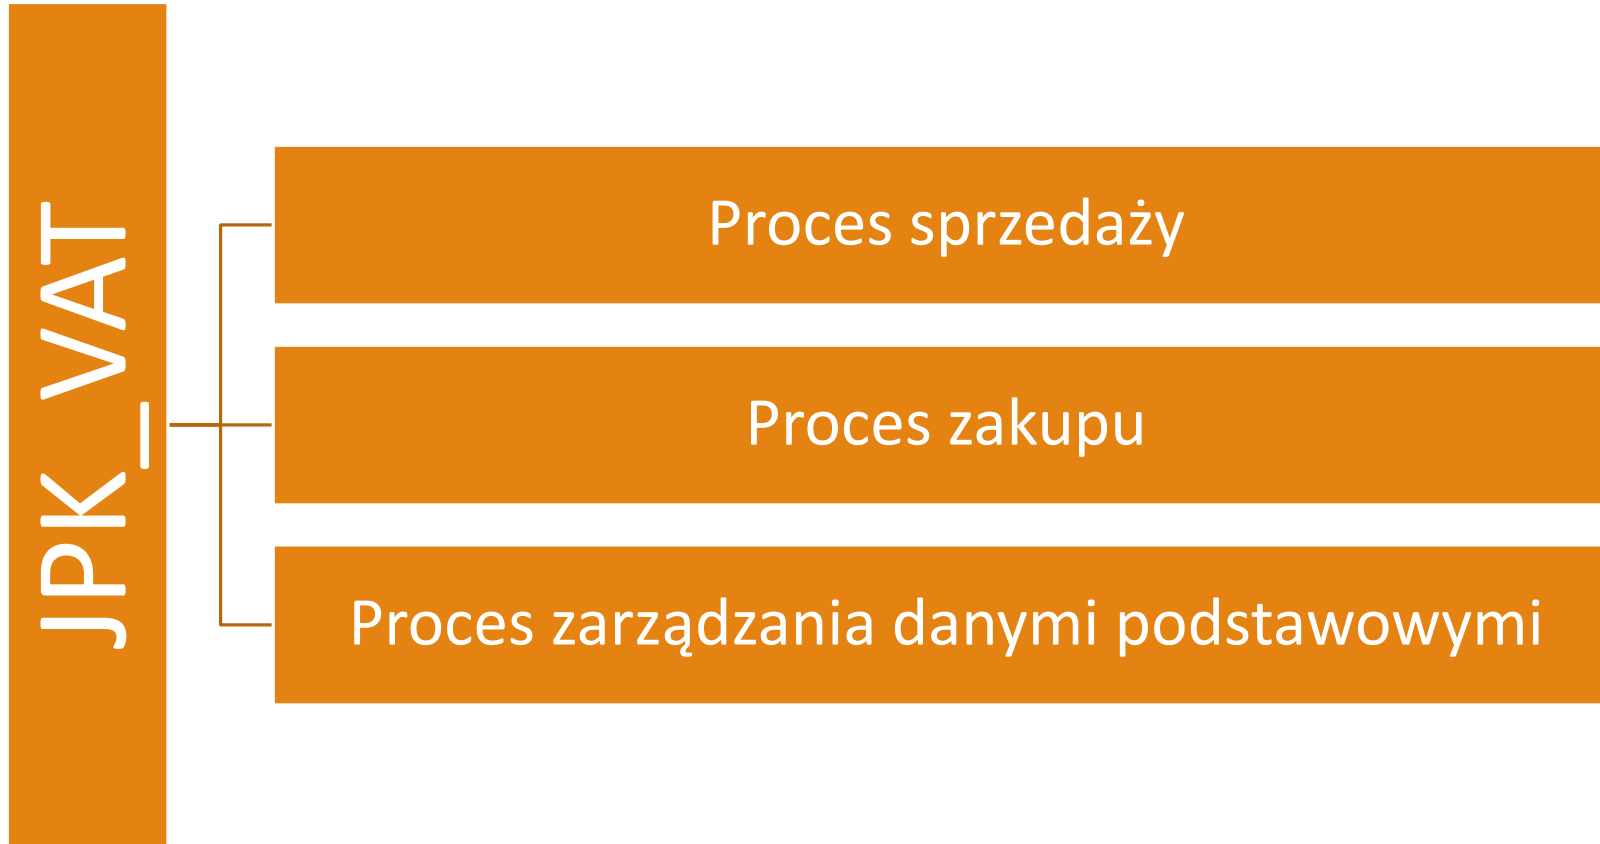 JPK_VAT
Proces sprzedaży
Proces zakupu
Proces zarządzania danymi podstawowymi